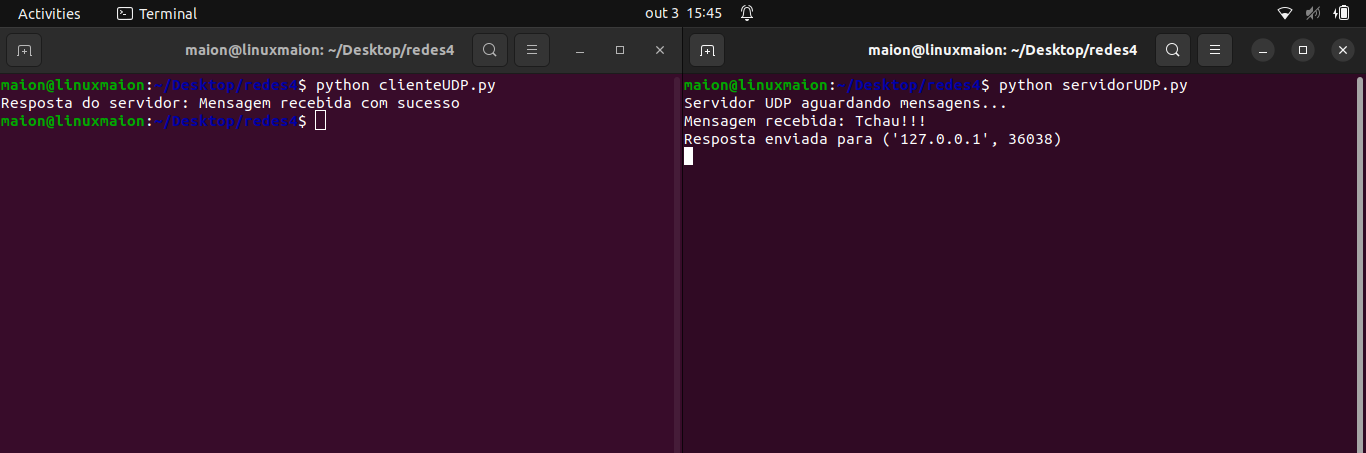 Activities Terminal out 3 15:45
maion@linuxmaion: ~/Desktop/redes4
maion@linuxmaion:~/Desktop/redes4$ python clienteUDP.py
Resposta do servidor: Mensagem recebida com sucesso
maion@linuxmaion:~/Desktop/redes4$
maion@linuxmaion: ~/Desktop/redes4
maion@linuxmaion:~/Desktop/redes4$ python servidorUDP.py
Servidor UDP aguardando mensagens...
Mensagem recebida: Tchau!!!
Resposta enviada para ('127.0.0.1', 36038)